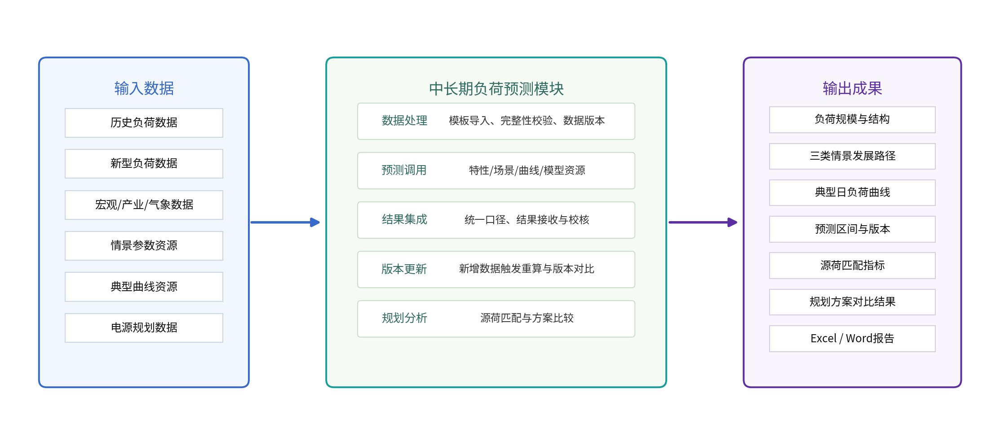 输入数据
历史负荷数据
新型负荷数据
宏观/产业/气象数据
情景参数资源
典型曲线资源
电源规划数据
中长期负荷预测模块
数据处理 模板导入、完整性校验、数据版本
预测调用 特性/场景/曲线/模型资源
结果集成 统一口径、结果接收与校核
版本更新 新增数据触发重算与版本对比
规划分析 源荷匹配与方案比较
输出成果
负荷规模与结构
三类情景发展路径
典型日负荷曲线
预测区间与版本
源荷匹配指标
规划方案对比结果
Excel / Word报告